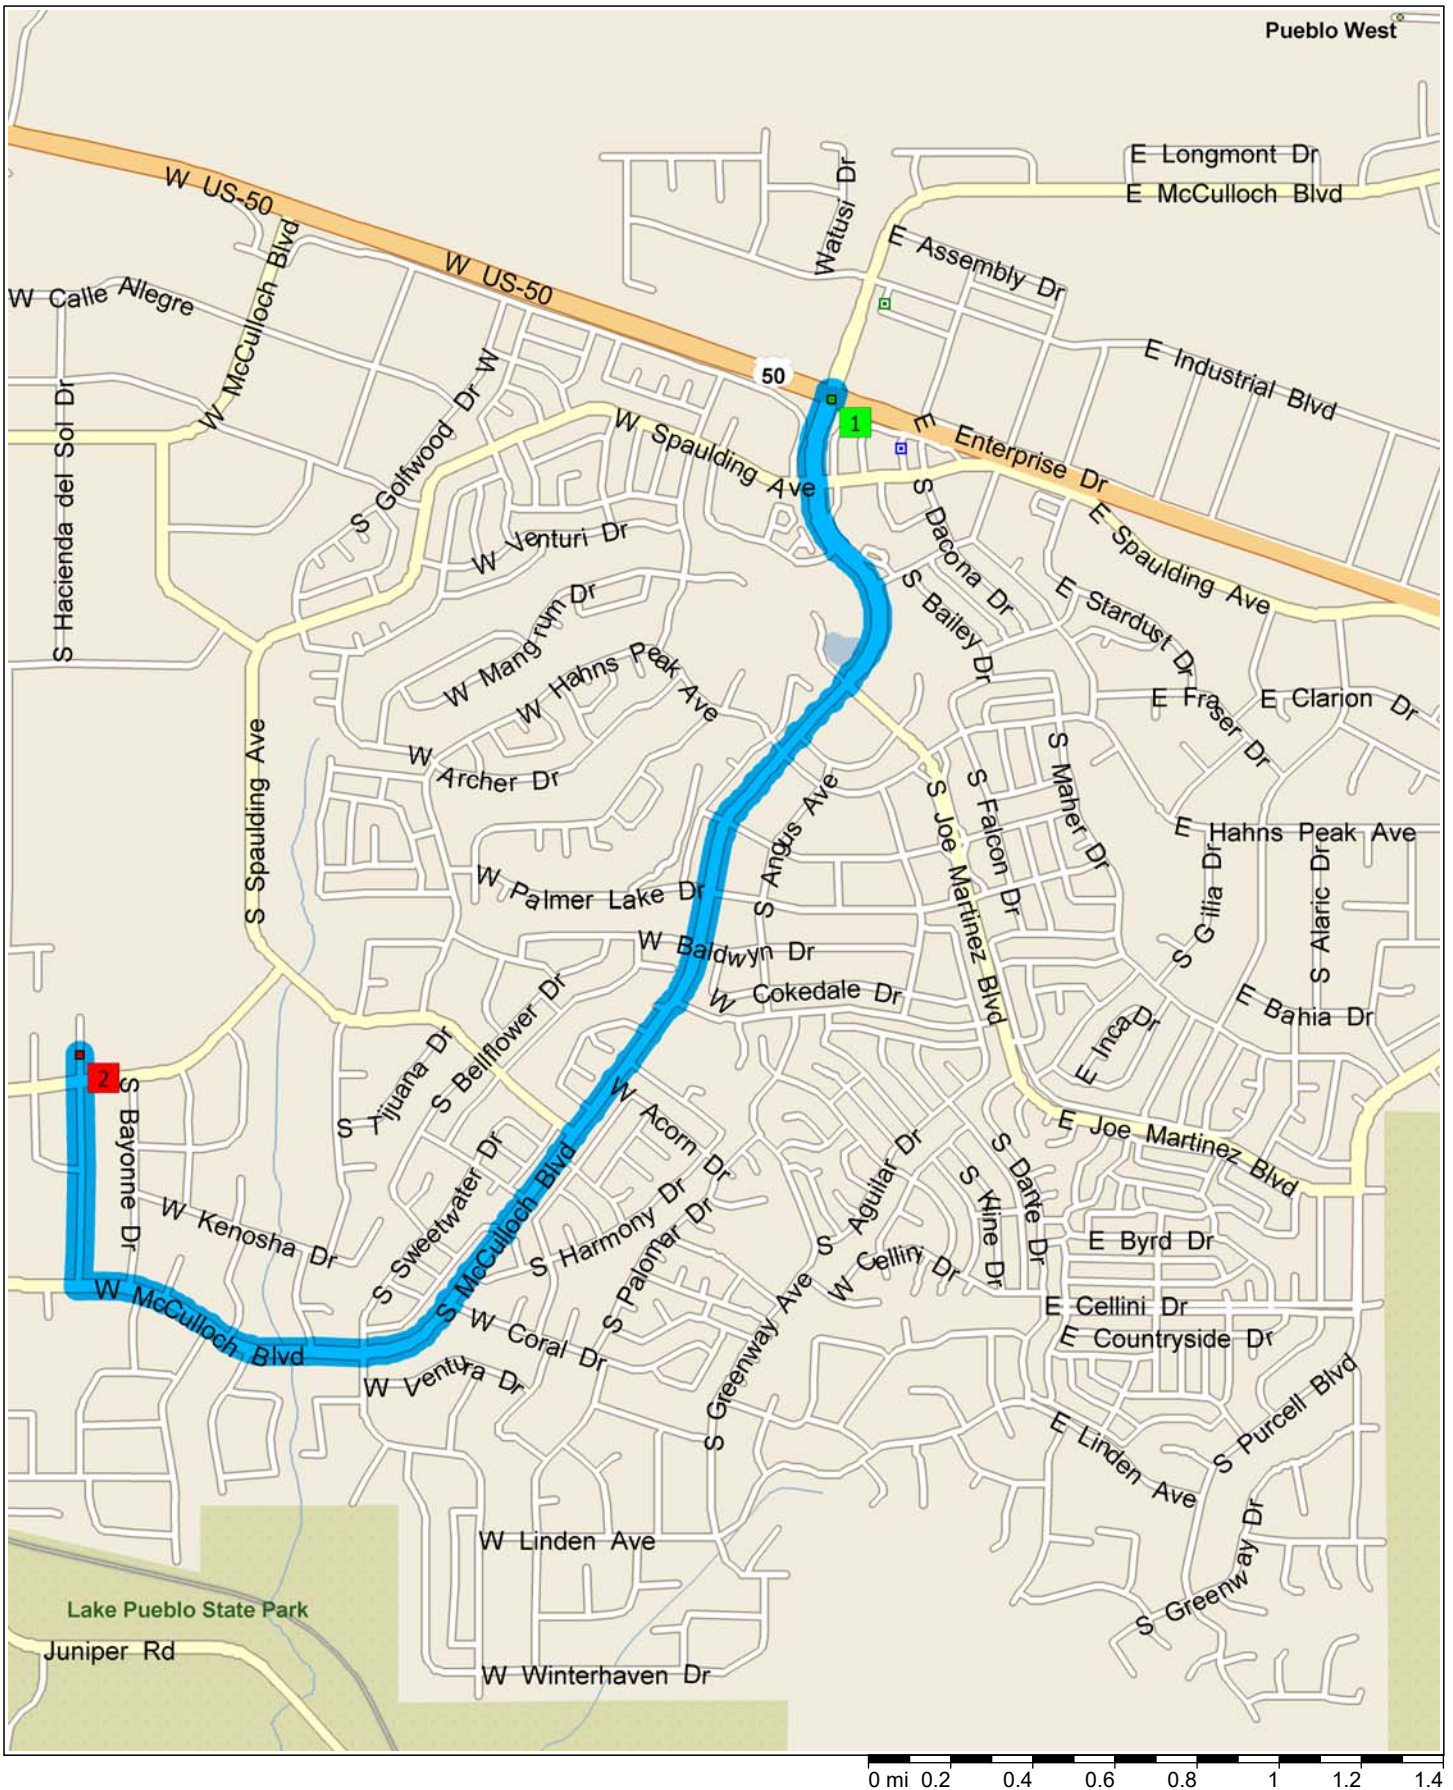 Pueblo West
E Longmont Dr
E McCulloch Blvd
Watusi Dr
W US-50
E Assembly Dr
W McCulloch Blvd
W US-50
W Calle Allegre
E Industrial Blvd
50
S Golfwood Dr W
S Hacienda del Sol Dr
1
W Spaulding Ave
E Enterprise Dr
S Dacona Dr
E Spaulding Ave
W Venturi Dr
S Bailey Dr
E Stardust Dr
W Mangrum Dr
W Hahns Peak Ave
E Fraser Dr
E Clarion Dr
S Spaulding Ave
W Archer Dr
S Maher Dr
S Falcon Dr
S Angus Ave
S Joe Martinez Blvd
E Hahns Peak Ave
S Gilia Dr
S Alaric Dr
W Palmer Lake Dr
W Baldwyn Dr
W Cokedale Dr
E Bahia Dr
E Inca Dr
S Bellflower Dr
S Tijuana Dr
2
S Bayonne Dr
W Acorn Dr
E Joe Martinez Blvd
S Dante Dr
S Kline Dr
S Aguilar Dr
S Sweetwater Dr
S McCulloch Blvd
W Kenosha Dr
S Harmony Dr
S Palomar Dr
E Byrd Dr
W Cellini Dr
E Cellini Dr
W McCulloch Blvd
W Coral Dr
E Countryside Dr
W Ventura Dr
S Greenway Ave
S Purcell Blvd
E Linden Ave
S Greenway Dr
W Linden Ave
Lake Pueblo State Park
Juniper Rd
W Winterhaven Dr
0 mi 0.2 0.4 0.6 0.8 1 1.2 1.4